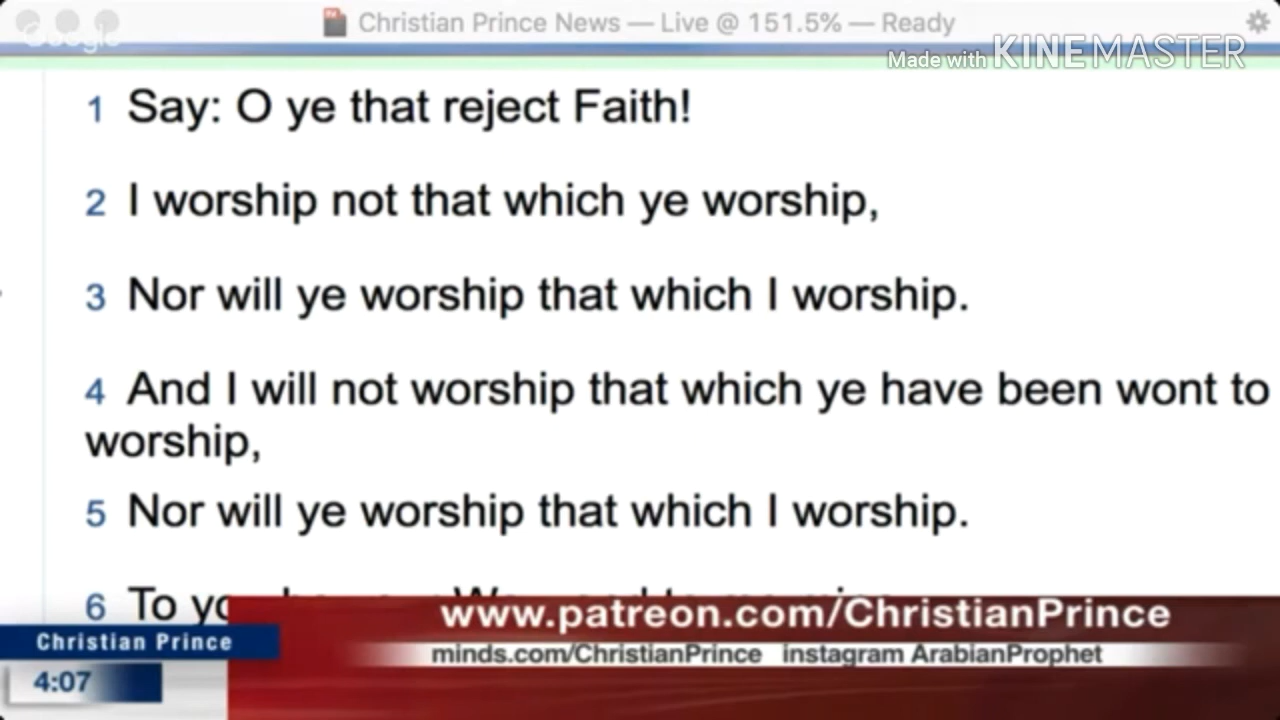 Christian Prince News — Live @ 151.5% — Ready
Google
Made with KINEMASTER
1 Say: O ye that reject Faith!
2 I worship not that which ye worship,
3 Nor will ye worship that which I worship.
4 And I will not worship that which ye have been wont to
worship,
5 Nor will ye worship that which I worship.
6 To
www.patreon.com/ChristianPrince
Christian Prince
minds.com/ChristianPrince instagram ArabianProphet
4:07